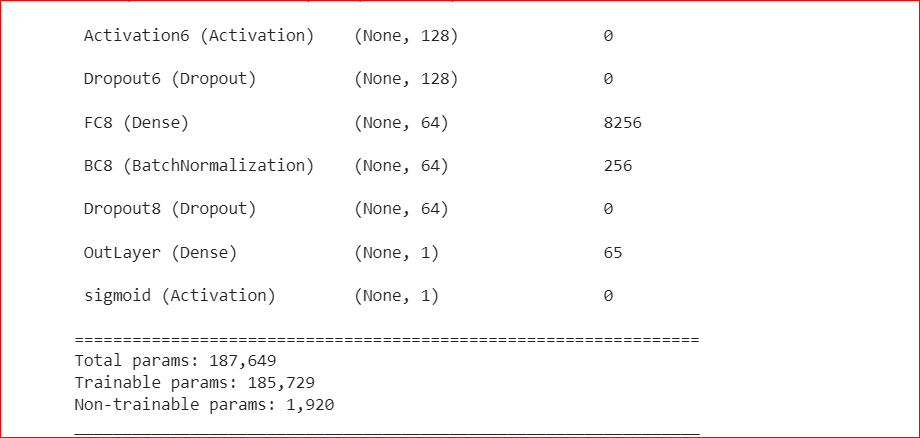 Activation6 (Activation) (None, 128) 0
Dropout6 (Dropout) (None, 128) 0
FC8 (Dense) (None, 64) 8256
BC8 (BatchNormalization) (None, 64) 256
Dropout8 (Dropout) (None, 64) 0
OutLayer (Dense) (None, 1) 65
sigmoid (Activation) (None, 1) 0
=================================================================
Total params: 187,649
Trainable params: 185,729
Non-trainable params: 1,920
_________________________________________________________________